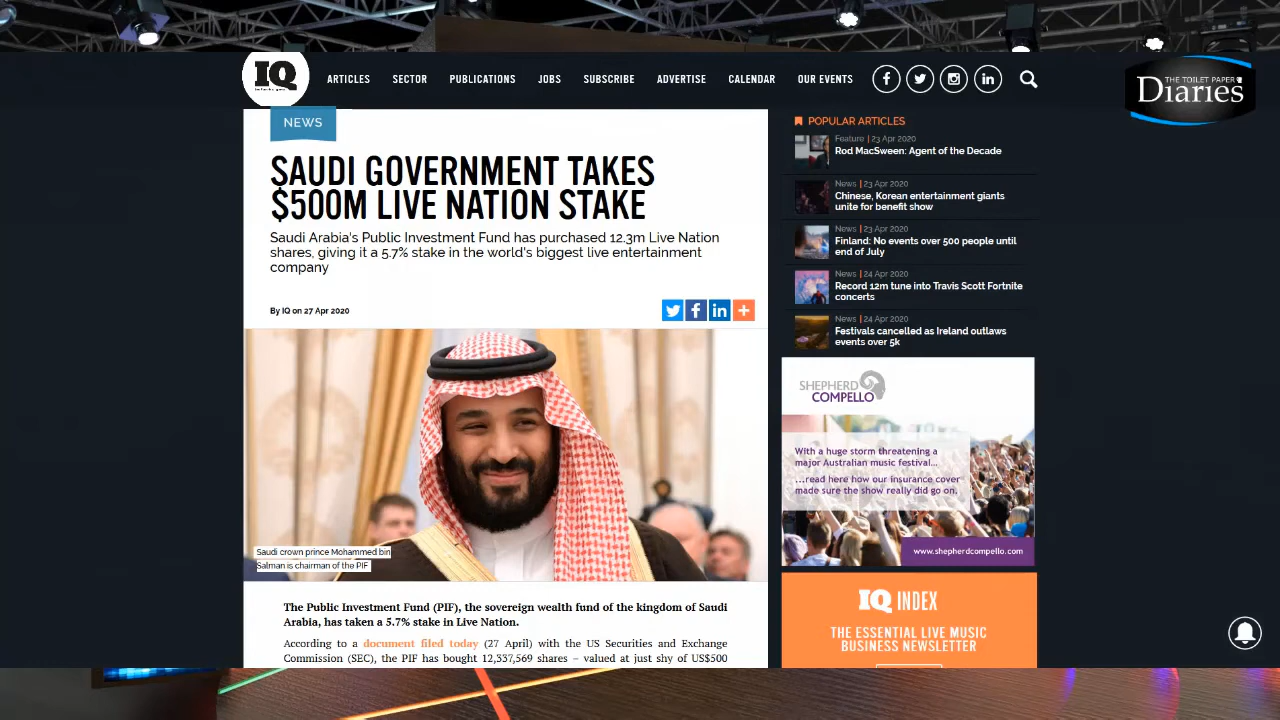 IQ
ARTICLES SECTOR PUBLICATIONS JOBS SUBSCRIBE ADVERTISE CALENDAR OUR EVENTS
THE TOILET PAPER
Diaries
NEWS
SAUDI GOVERNMENT TAKES
$500M LIVE NATION STAKE
Saudi Arabia's Public Investment Fund has purchased 12.3m Live Nation
shares, giving it a 5.7% stake in the world's biggest live entertainment
company
By IQ on 27 Apr 2020
Saudi crown prince Mohammed bin
Salman is chairman of the PIF
The Public Investment Fund (PIF), the sovereign wealth fund of the kingdom of Saudi
Arabia, has taken a 5.7% stake in Live Nation.
According to a document filed today (27 April) with the US Securities and Exchange
Commission (SEC), the PIF has bought 12,337,569 shares – valued at just shy of US$500
POPULAR ARTICLES
Feature | 23 Apr 2020
Rod MacSween: Agent of the Decade
News | 23 Apr 2020
Chinese, Korean entertainment giants
unite for benefit show
News | 23 Apr 2020
Finland: No events over 500 people until
end of July
News | 24 Apr 2020
Record 12m tune into Travis Scott Fortnite
concerts
News | 24 Apr 2020
Festivals cancelled as Ireland outlaws
events over 5k
SHEPHERD
COMPELLO
With a huge storm threatening a
major Australian music festival...
...read here how our insurance cover
made sure the show really did go on.
www.shepherdcompello.com
IQ INDEX
THE ESSENTIAL LIVE MUSIC
BUSINESS NEWSLETTER